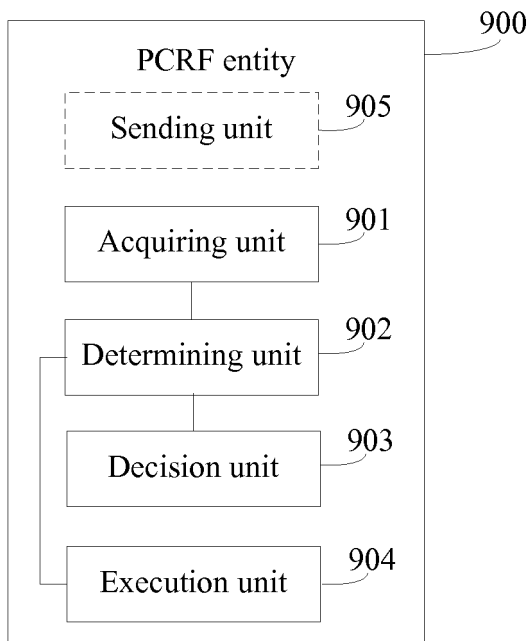 900
PCRF entity
905
Sending unit
901
Acquiring unit
902
Determining unit
903
Decision unit
904
Execution unit